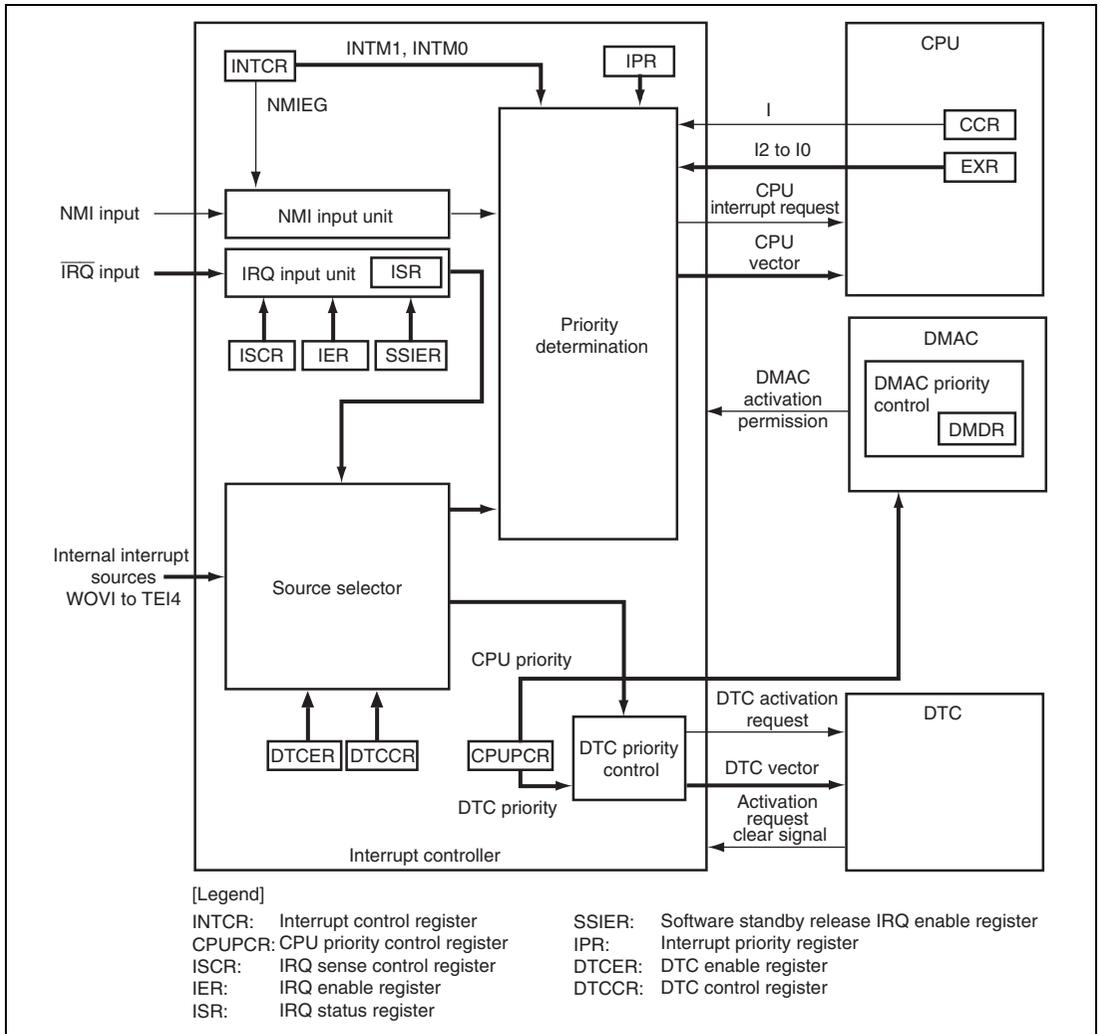 INTCR
INTM1, INTM0
IPR
CPU
NMIEG
I
CCR
I2 to I0
EXR
CPU
interrupt request
CPU
vector
NMI input
NMI input unit
IRQ input
IRQ input unit
ISR
ISCR
IER
SSIER
Priority
determination
DMAC
DMAC priority
control
DMDR
DMAC
activation
permission
Internal interrupt
sources
WOVI to TEI4
Source selector
CPU priority
DTCER
DTCCR
CPUPCR
DTC priority
control
DTC priority
DTC activation
request
DTC
DTC vector
Activation
request
clear signal
Interrupt controller
[Legend]
INTCR: Interrupt control register
CPUPCR: CPU priority control register
ISCR: IRQ sense control register
IER: IRQ enable register
ISR: IRQ status register
SSIER: Software standby release IRQ enable register
IPR: Interrupt priority register
DTCER: DTC enable register
DTCCR: DTC control register